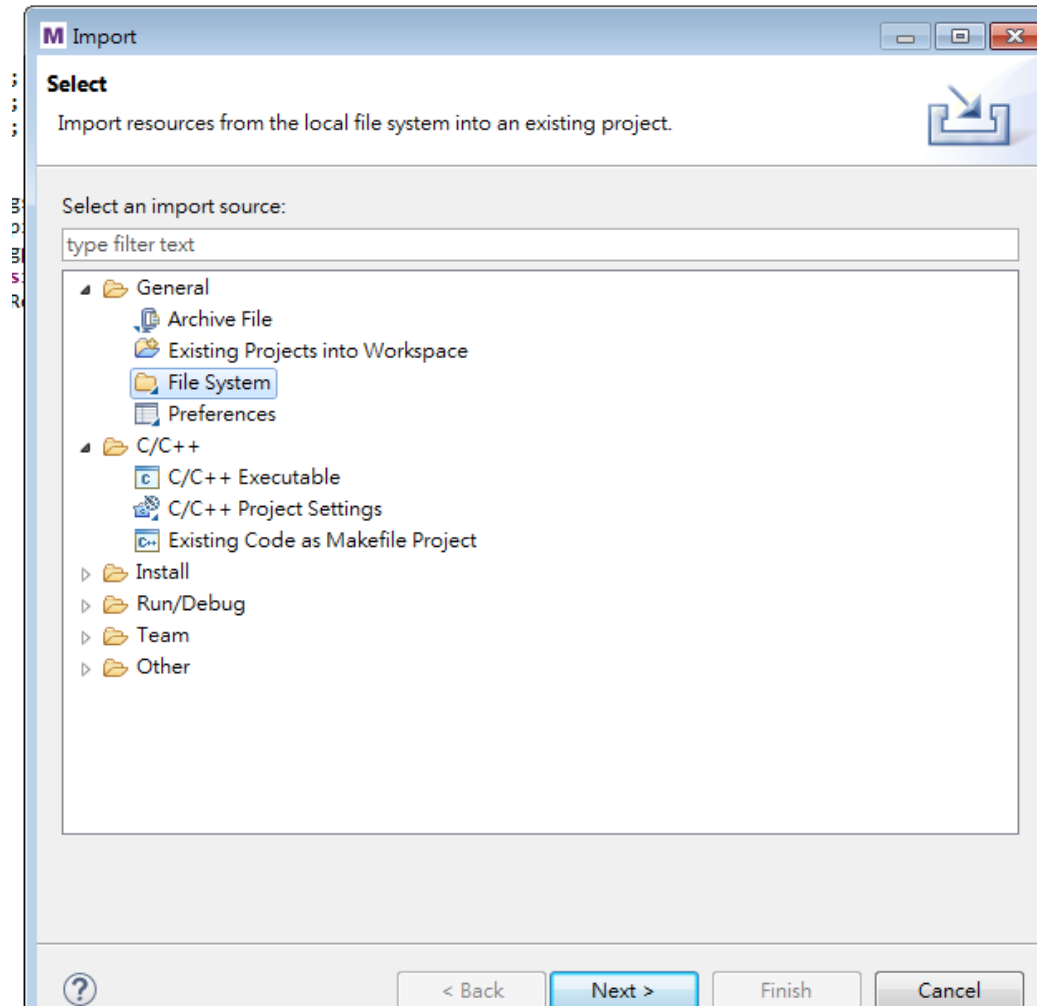 M Import
Select
Import resources from the local file system into an existing project.
Select an import source:
type filter text
General
Archive File
Existing Projects into Workspace
File System
Preferences
C/C++
C/C++ Executable
C/C++ Project Settings
Existing Code as Makefile Project
Install
Run/Debug
Team
Other
< Back Next > Finish Cancel